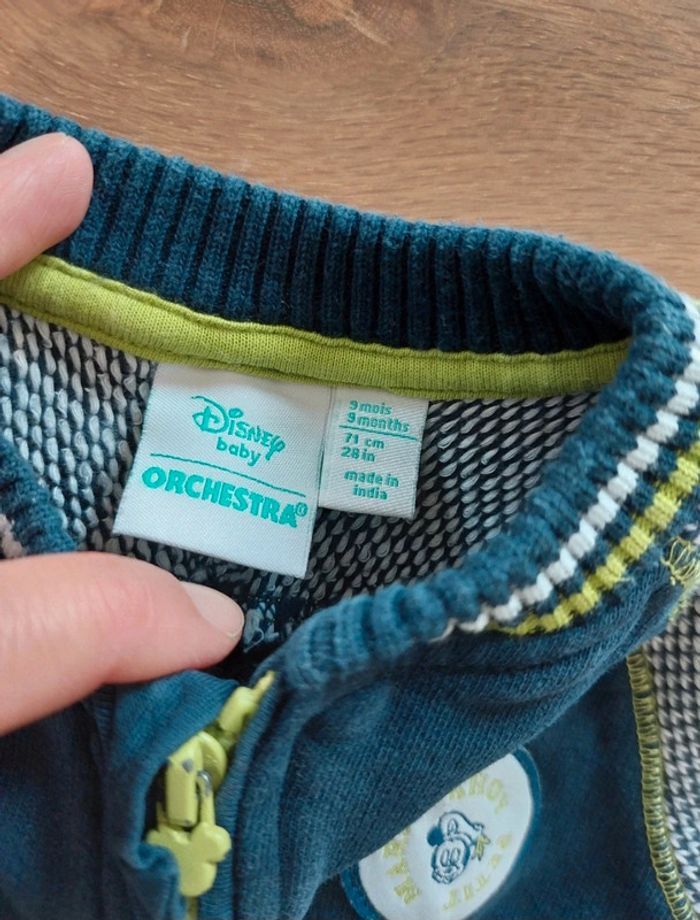 Disney
baby
ORCHESTRA®
9 mois
9 months
71 cm
28 in
made in
india